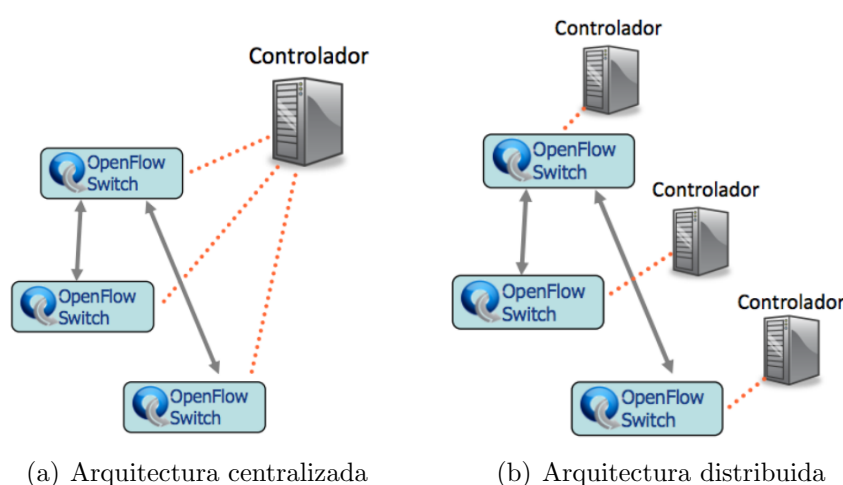 Controlador
OpenFlow
Switch
OpenFlow
Switch
OpenFlow
Switch
(a) Arquitectura centralizada
Controlador
OpenFlow
Switch
Controlador
OpenFlow
Switch
Controlador
OpenFlow
Switch
(b) Arquitectura distribuida